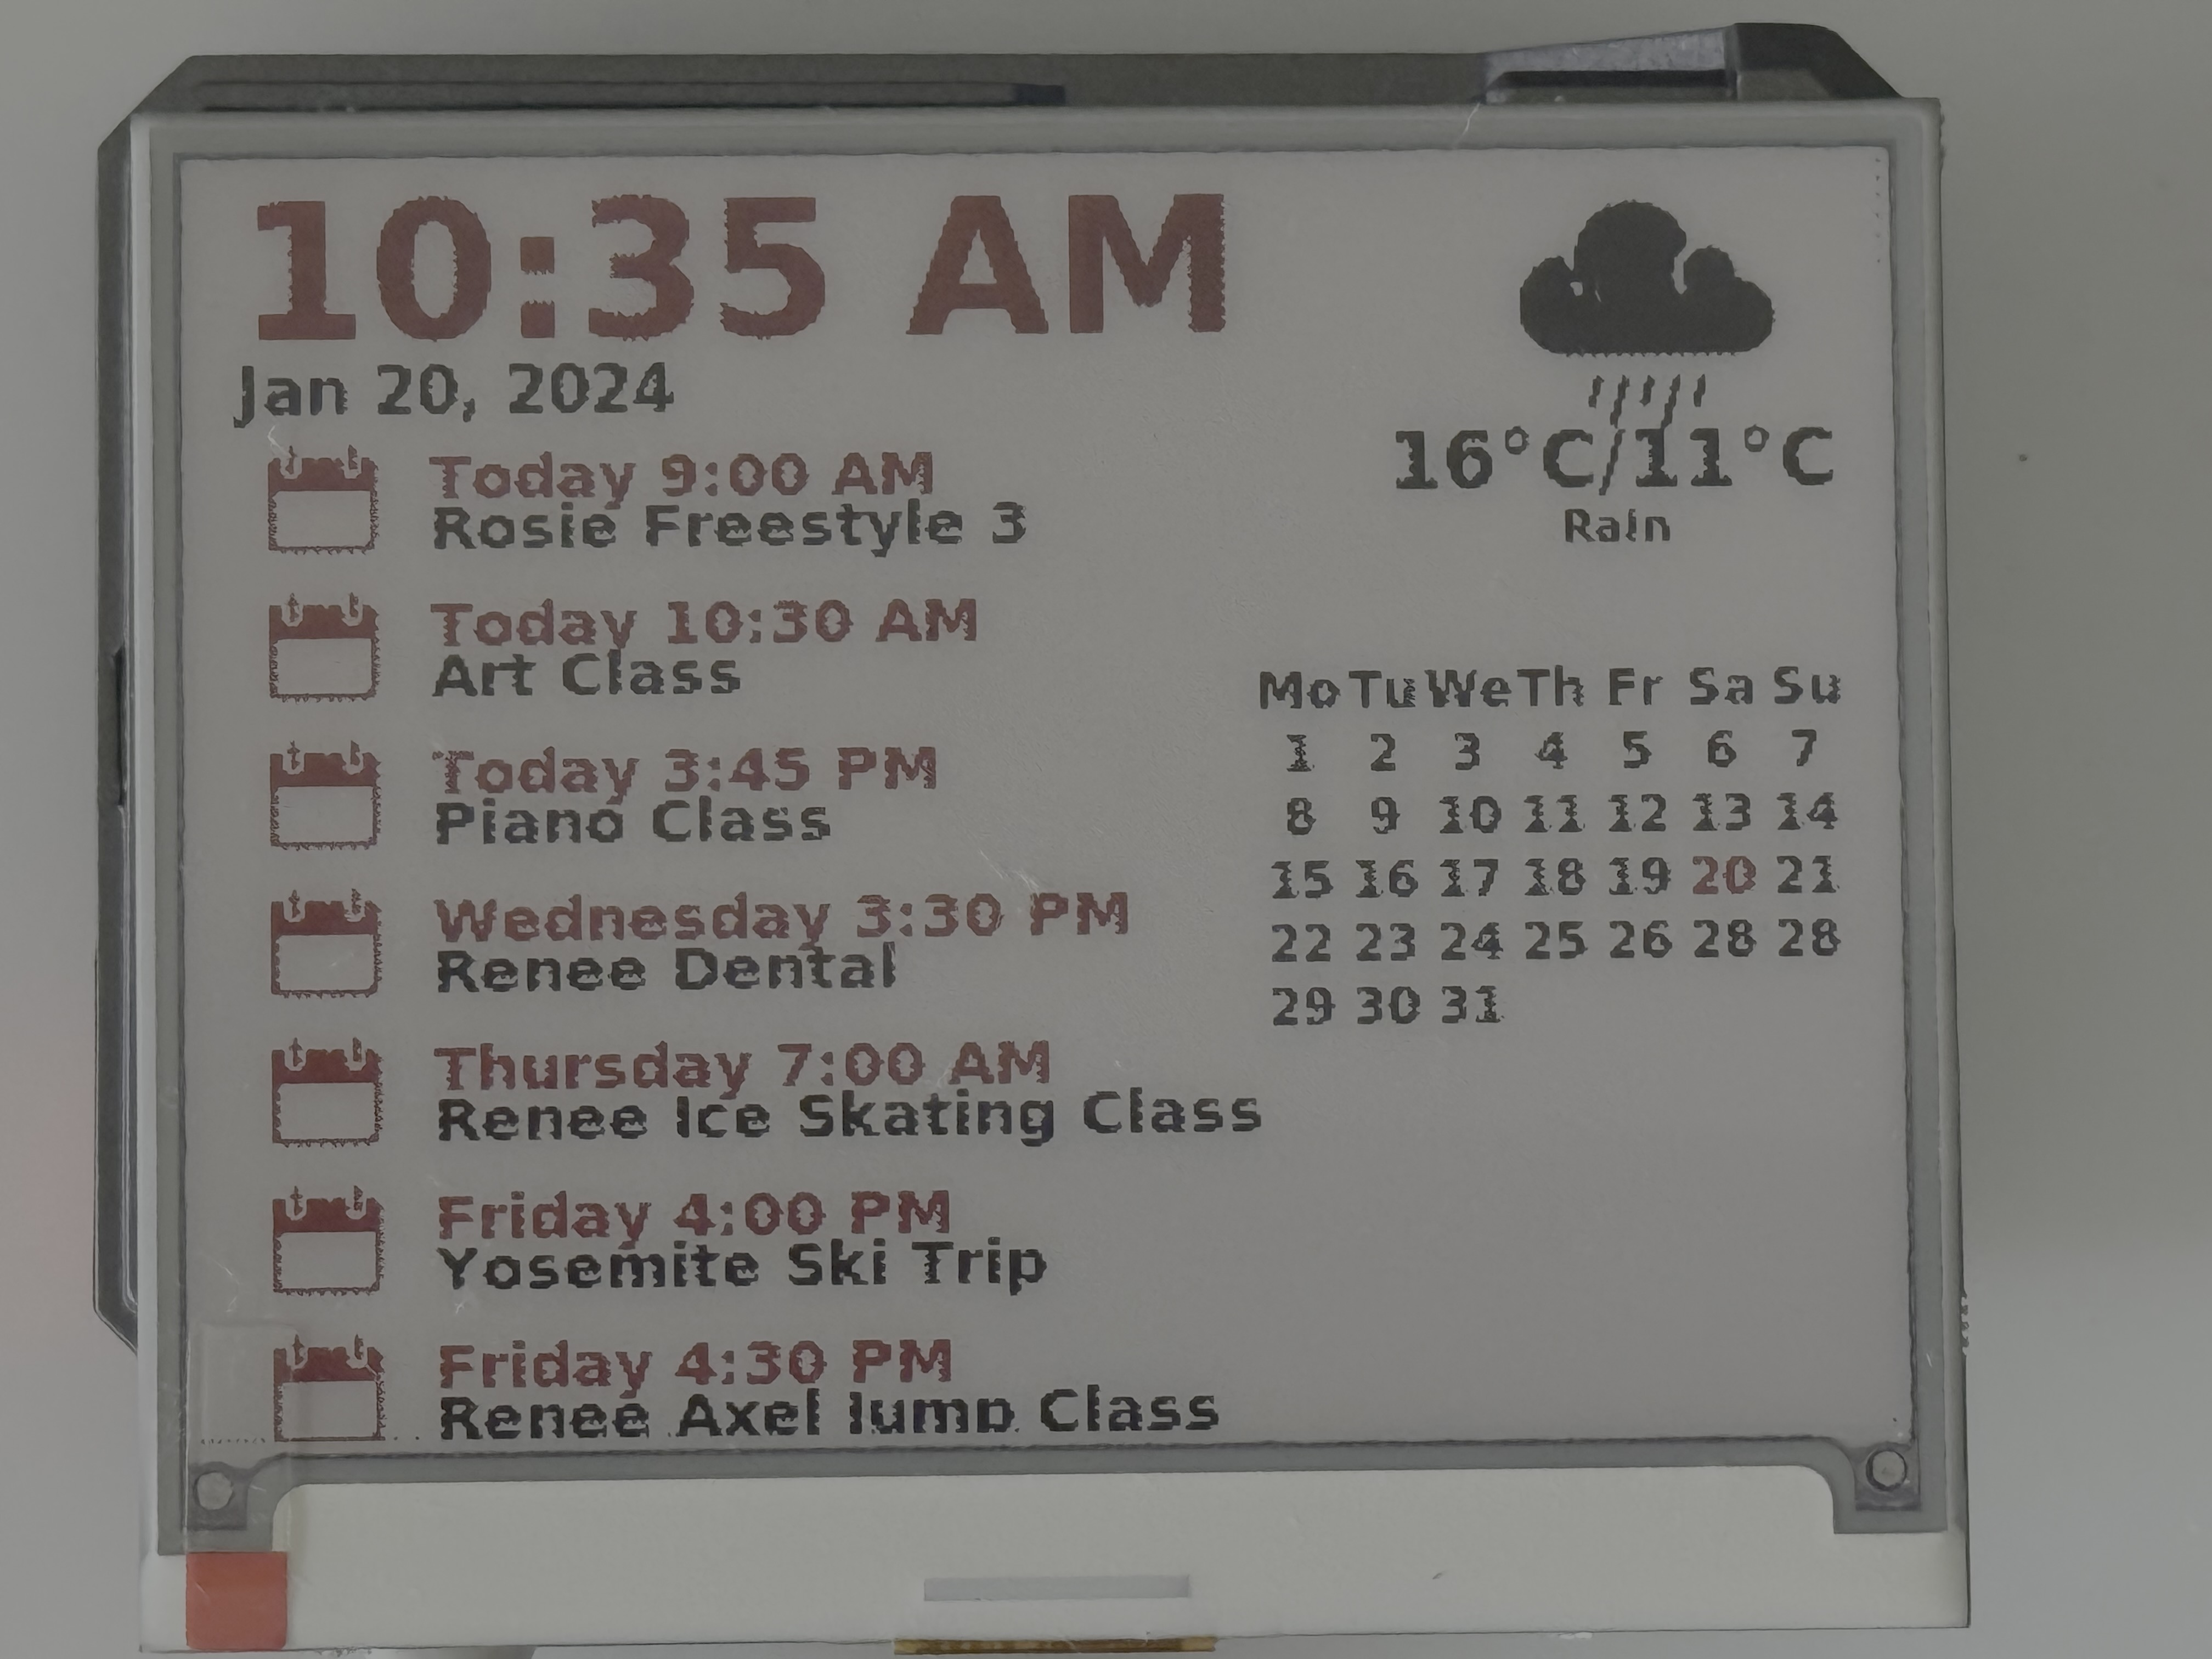 10:35 AM
Jan 20, 2024
Today 9:00 AM
Rosie Freestyle 3
Today 10:30 AM
Art Class
Today 3:45 PM
Piano Class
Wednesday 3:30 PM
Renee Dental
Thursday 7:00 AM
Renee Ice Skating Class
Friday 4:00 PM
Yosemite Ski Trip
Friday 4:30 PM
Renee Axel Jump Class
16°C/11°C
Rain
Mo Tu We Th Fr Sa Su
1 2 3 4 5 6 7
8 9 10 11 12 13 14
15 16 17 18 19 20 21
22 23 24 25 26 28 28
29 30 31